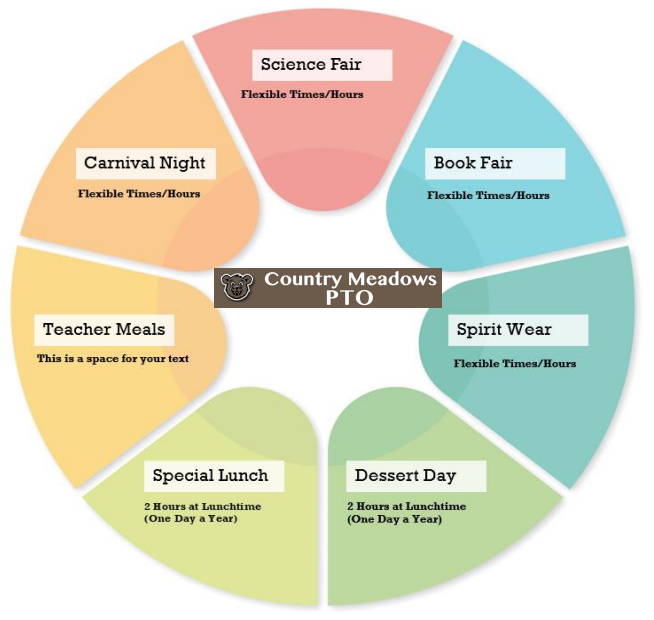 Science Fair
Flexible Times/Hours
Book Fair
Flexible Times/Hours
Spirit Wear
Flexible Times/Hours
Dessert Day
2 Hours at Lunchtime
(One Day a Year)
Special Lunch
2 Hours at Lunchtime
(One Day a Year)
Teacher Meals
This is a space for your text
Carnival Night
Flexible Times/Hours
Country Meadows
PTO